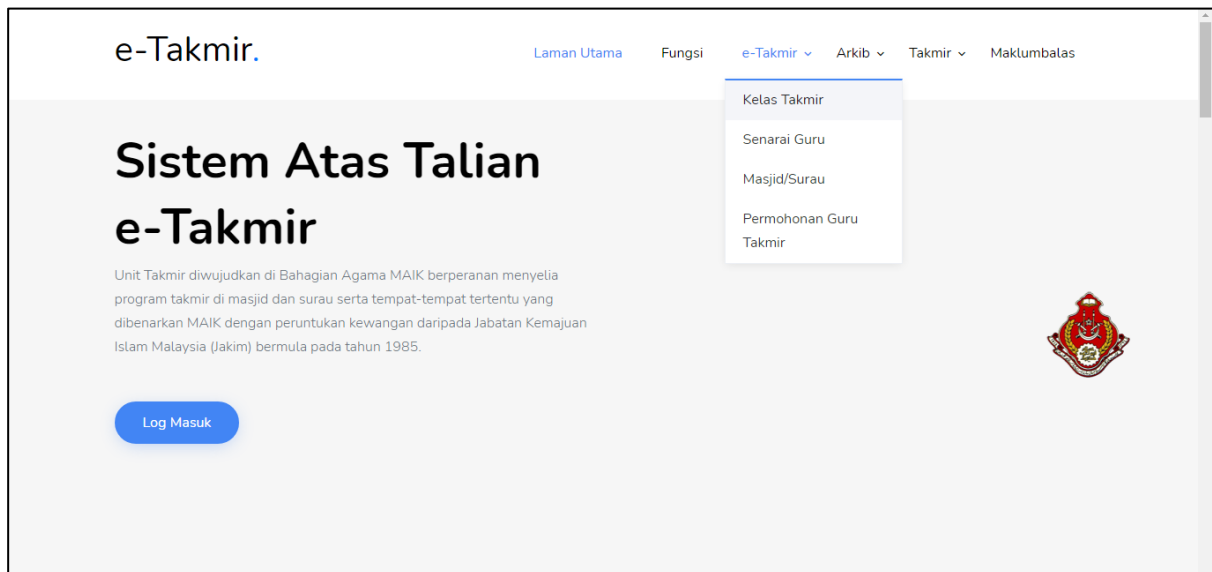 e-Takmir.
Laman Utama
Fungsi
e-Takmir
Arkib
Takmir
Maklumbalas
Kelas Takmir
Senarai Guru
Masjid/Surau
Permohonan Guru
Takmir
Sistem Atas Talian
e-Takmir
Unit Takmir diwujudkan di Bahagian Agama MAIK berperanan menyelia
program takmir di masjid dan surau serta tempat-tempat tertentu yang
dibenarkan MAIK dengan peruntukan kewangan daripada Jabatan Kemajuan
Islam Malaysia (Jakim) bermula pada tahun 1985.
Log Masuk